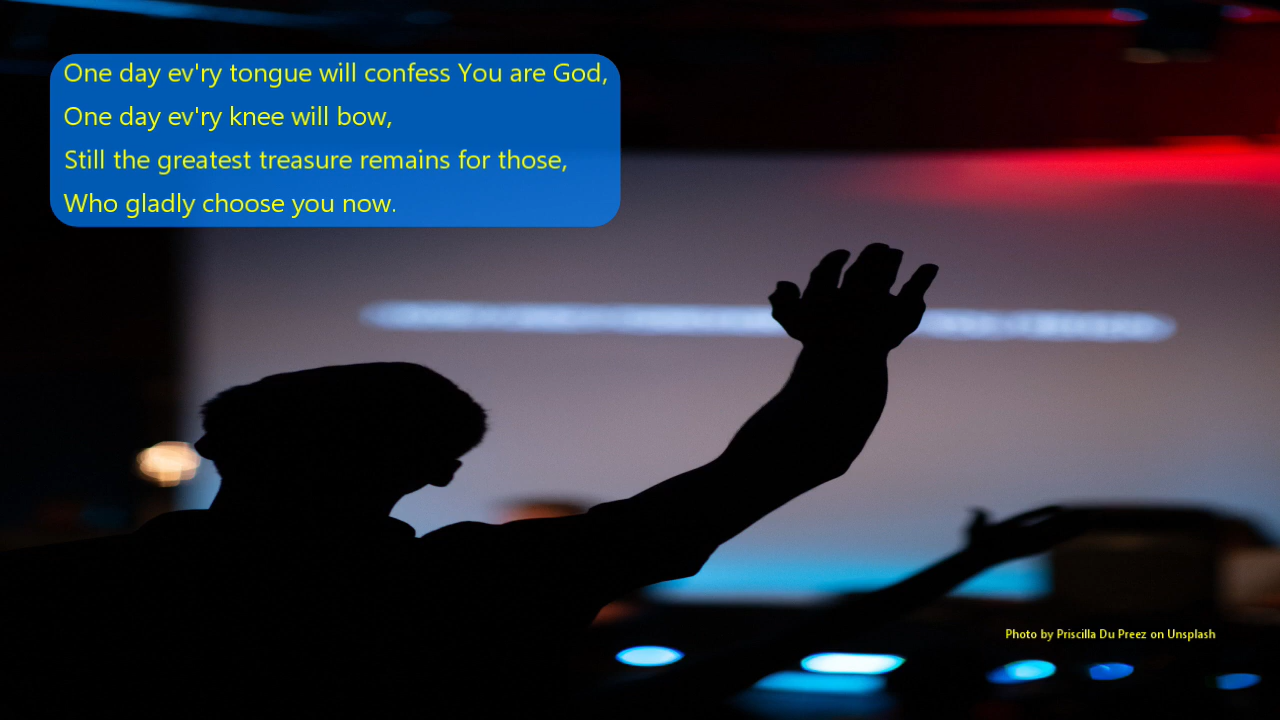 One day ev'ry tongue will confess You are God,
One day ev'ry knee will bow,
Still the greatest treasure remains for those,
Who gladly choose you now.
Photo by Priscilla Du Preez on Unsplash